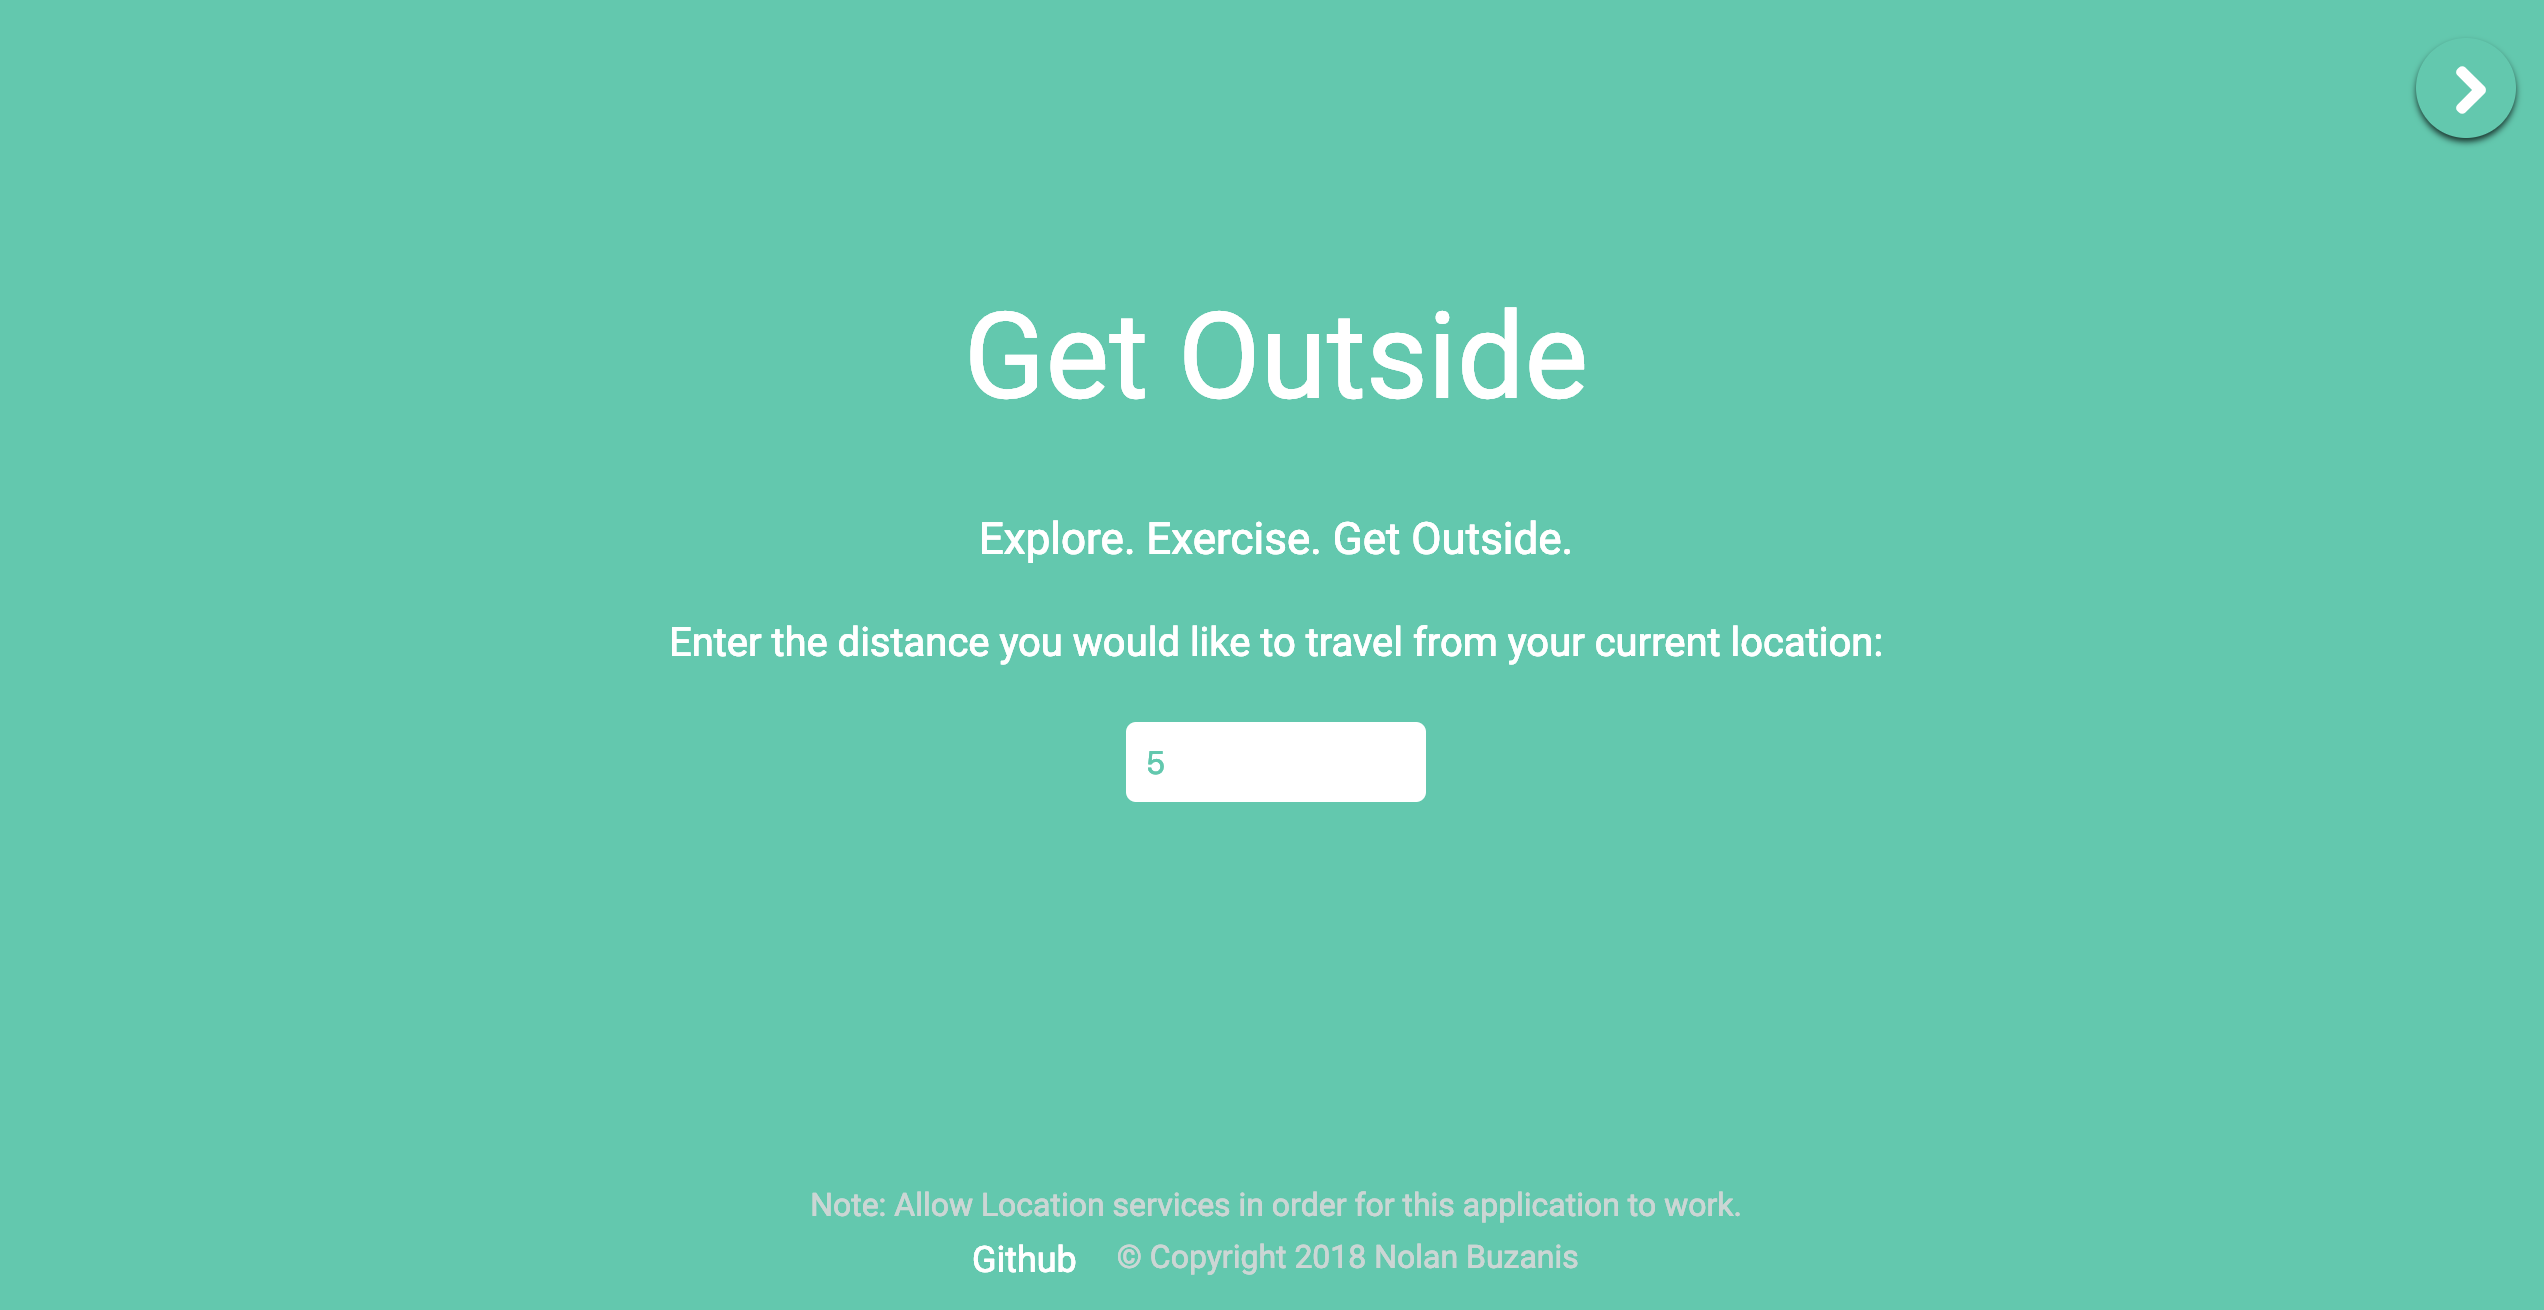 Get Outside
Explore. Exercise. Get Outside.
Enter the distance you would like to travel from your current location:
5
Note: Allow Location services in order for this application to work.
Github © Copyright 2018 Nolan Buzanis